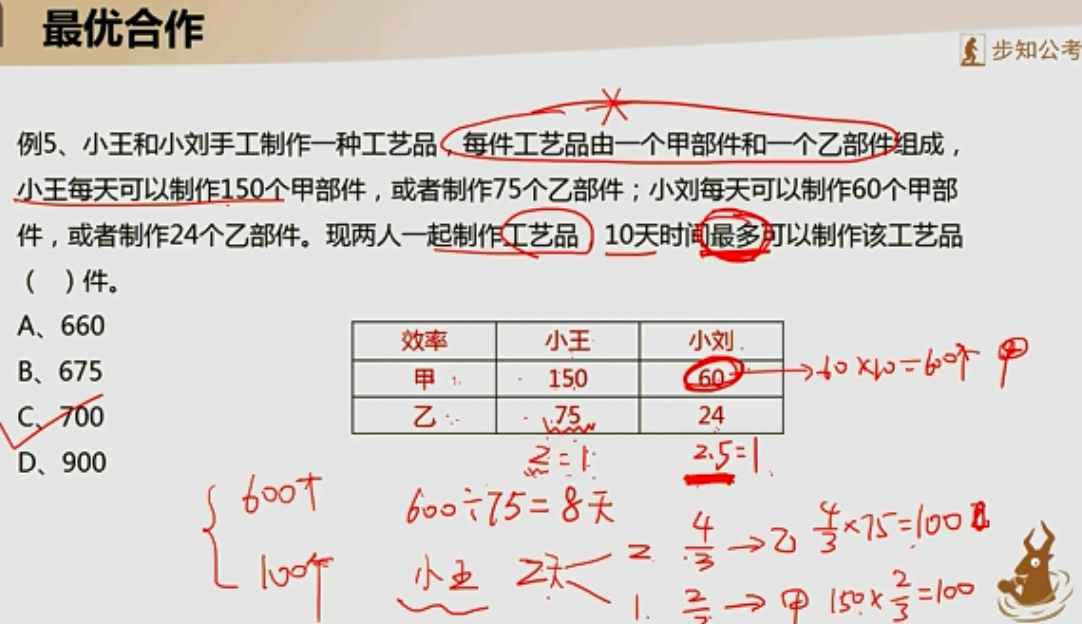 最优合作
步知公考
例5、小王和小刘手工制作一种工艺品，每件工艺品由一个甲部件和一个乙部件组成，
小王每天可以制作150个甲部件，或者制作75个乙部件；小刘每天可以制作60个甲部
件，或者制作24个乙部件。现两人一起制作工艺品，10天时间最多可以制作该工艺品
（ ）件。
A、660
B、675
C、700
D、900
效率 小王 小刘
甲 150 60 →60×10=600个 甲
乙 75 24
2=1 2.5=1
600个 600÷75=8天
100个 小王 2天
2 4/3 →乙 4/3×75=100
1 2/3 →甲 150×2/3=100